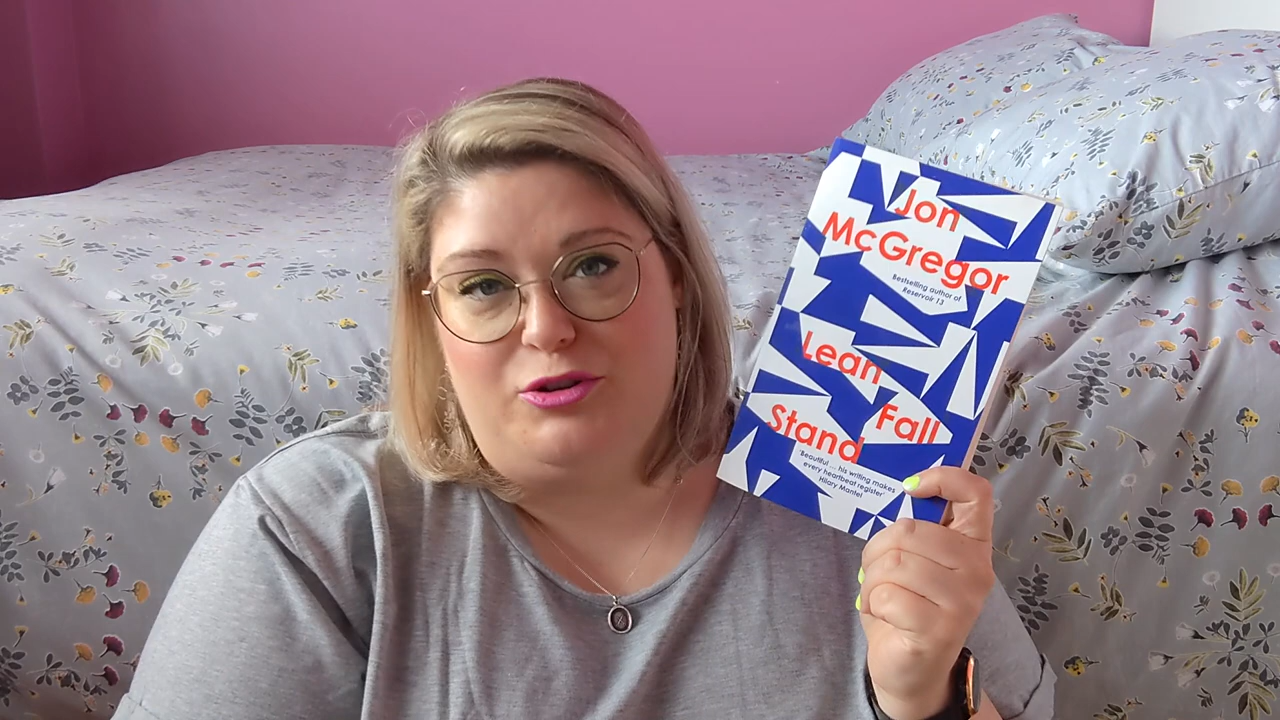 Jon
McGregor
Bestselling author of
Reservoir 13
Lean
Fall
Stand
'Beautiful ... his writing makes
every heartbeat register'
Hilary Mantel